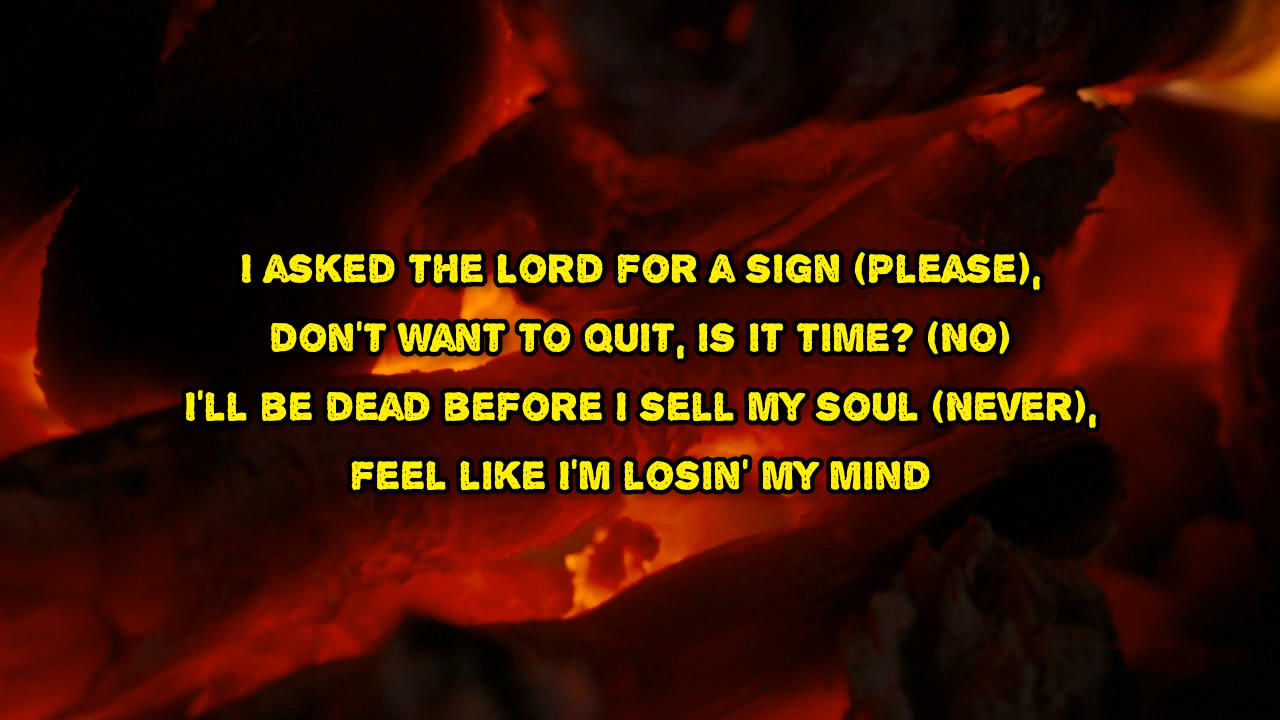 I ASKED THE LORD FOR A SIGN (PLEASE),
DON'T WANT TO QUIT, IS IT TIME? (NO)
I'LL BE DEAD BEFORE I SELL MY SOUL (NEVER),
FEEL LIKE I'M LOSIN' MY MIND